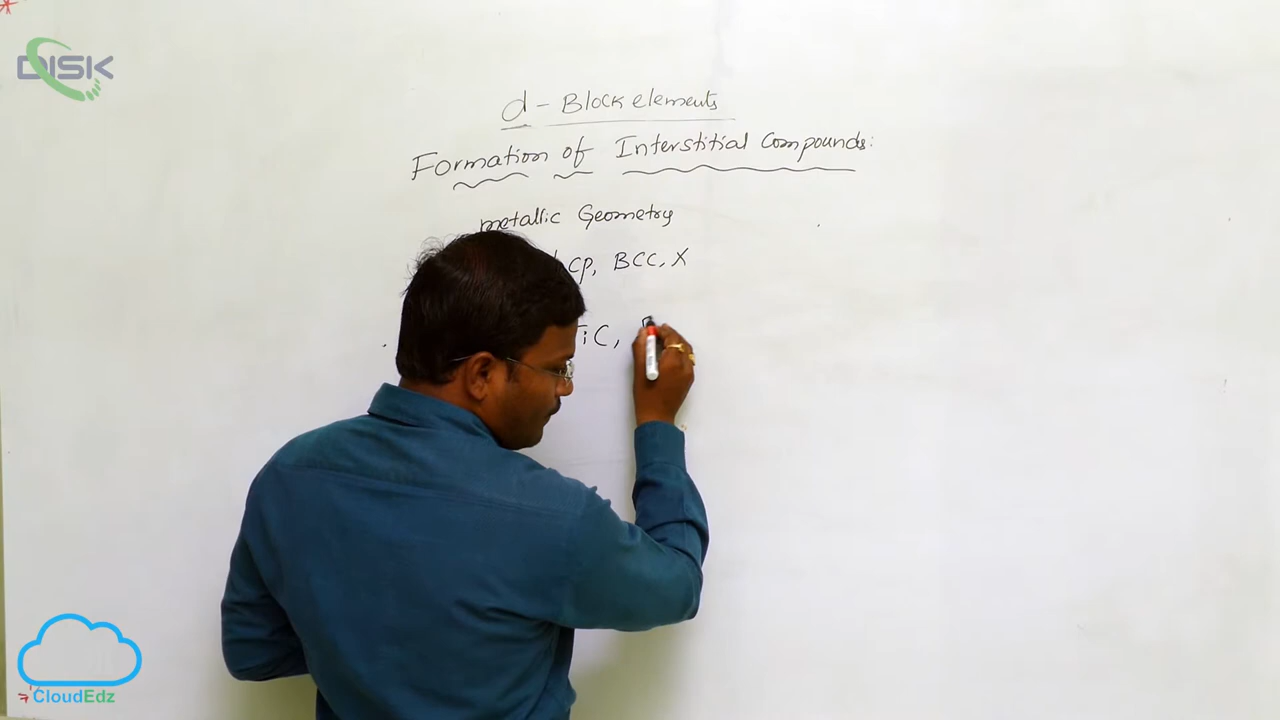 DISK
d - Block elements
Formation of Interstitial Compounds:
metallic Geometry
CP, BCC, X
iC,
CloudEdz